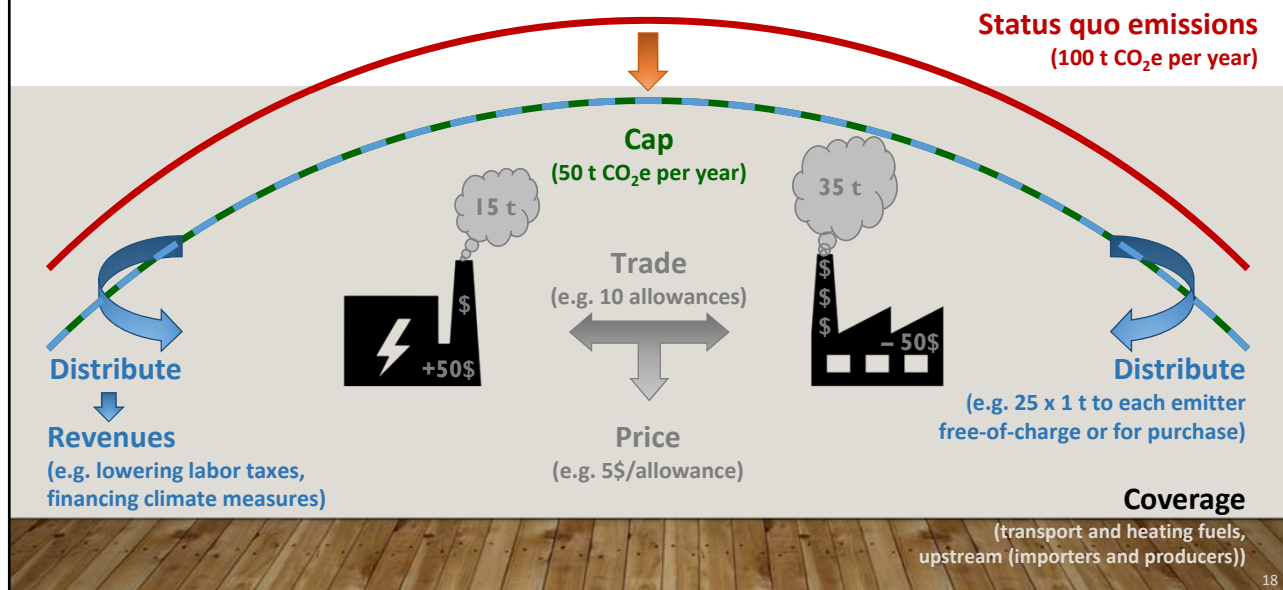 Status quo emissions
(100 t CO₂e per year)
Cap
(50 t CO₂e per year)
15 t
35 t
Trade
(e.g. 10 allowances)
$
$
$
$
+50$
– 50$
Distribute
Distribute
(e.g. 25 x 1 t to each emitter
free-of-charge or for purchase)
Revenues
(e.g. lowering labor taxes,
financing climate measures)
Price
(e.g. 5$/allowance)
Coverage
(transport and heating fuels,
upstream (importers and producers))
18